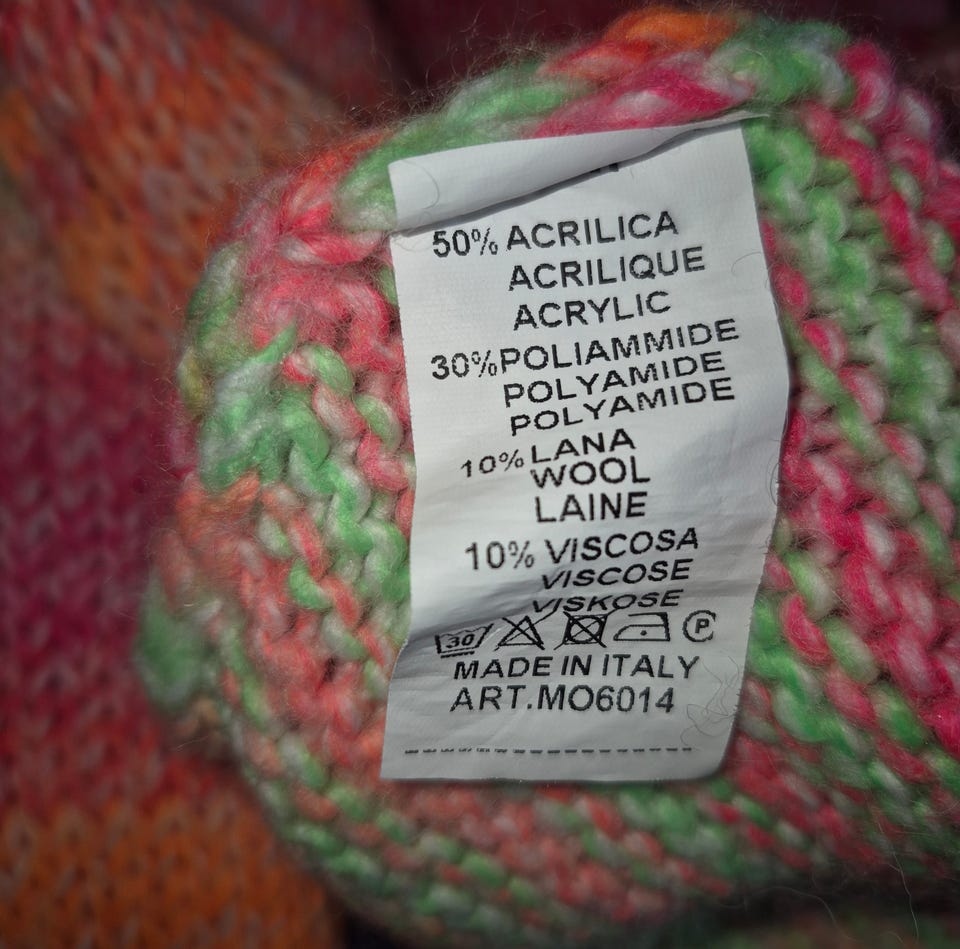 50% ACRILICA
ACRILIQUE
ACRYLIC
30% POLIAMMIDE
POLYAMIDE
POLYAMIDE
10% LANA
WOOL
LAINE
10% VISCOSA
VISCOSE
VISKOSE
30 P
MADE IN ITALY
ART.MO6014